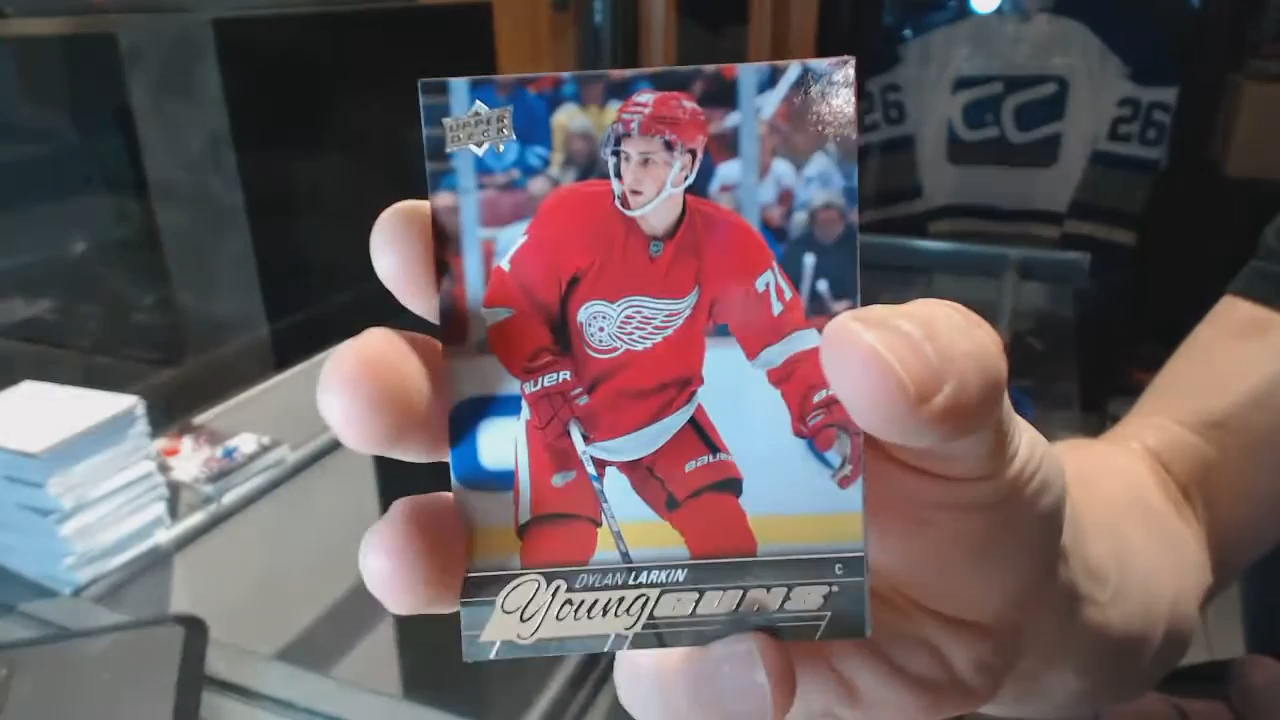 UPPER
DECK
26
CC
26
71
BAUER
BAUER
DYLAN LARKIN
C
Young GUNS